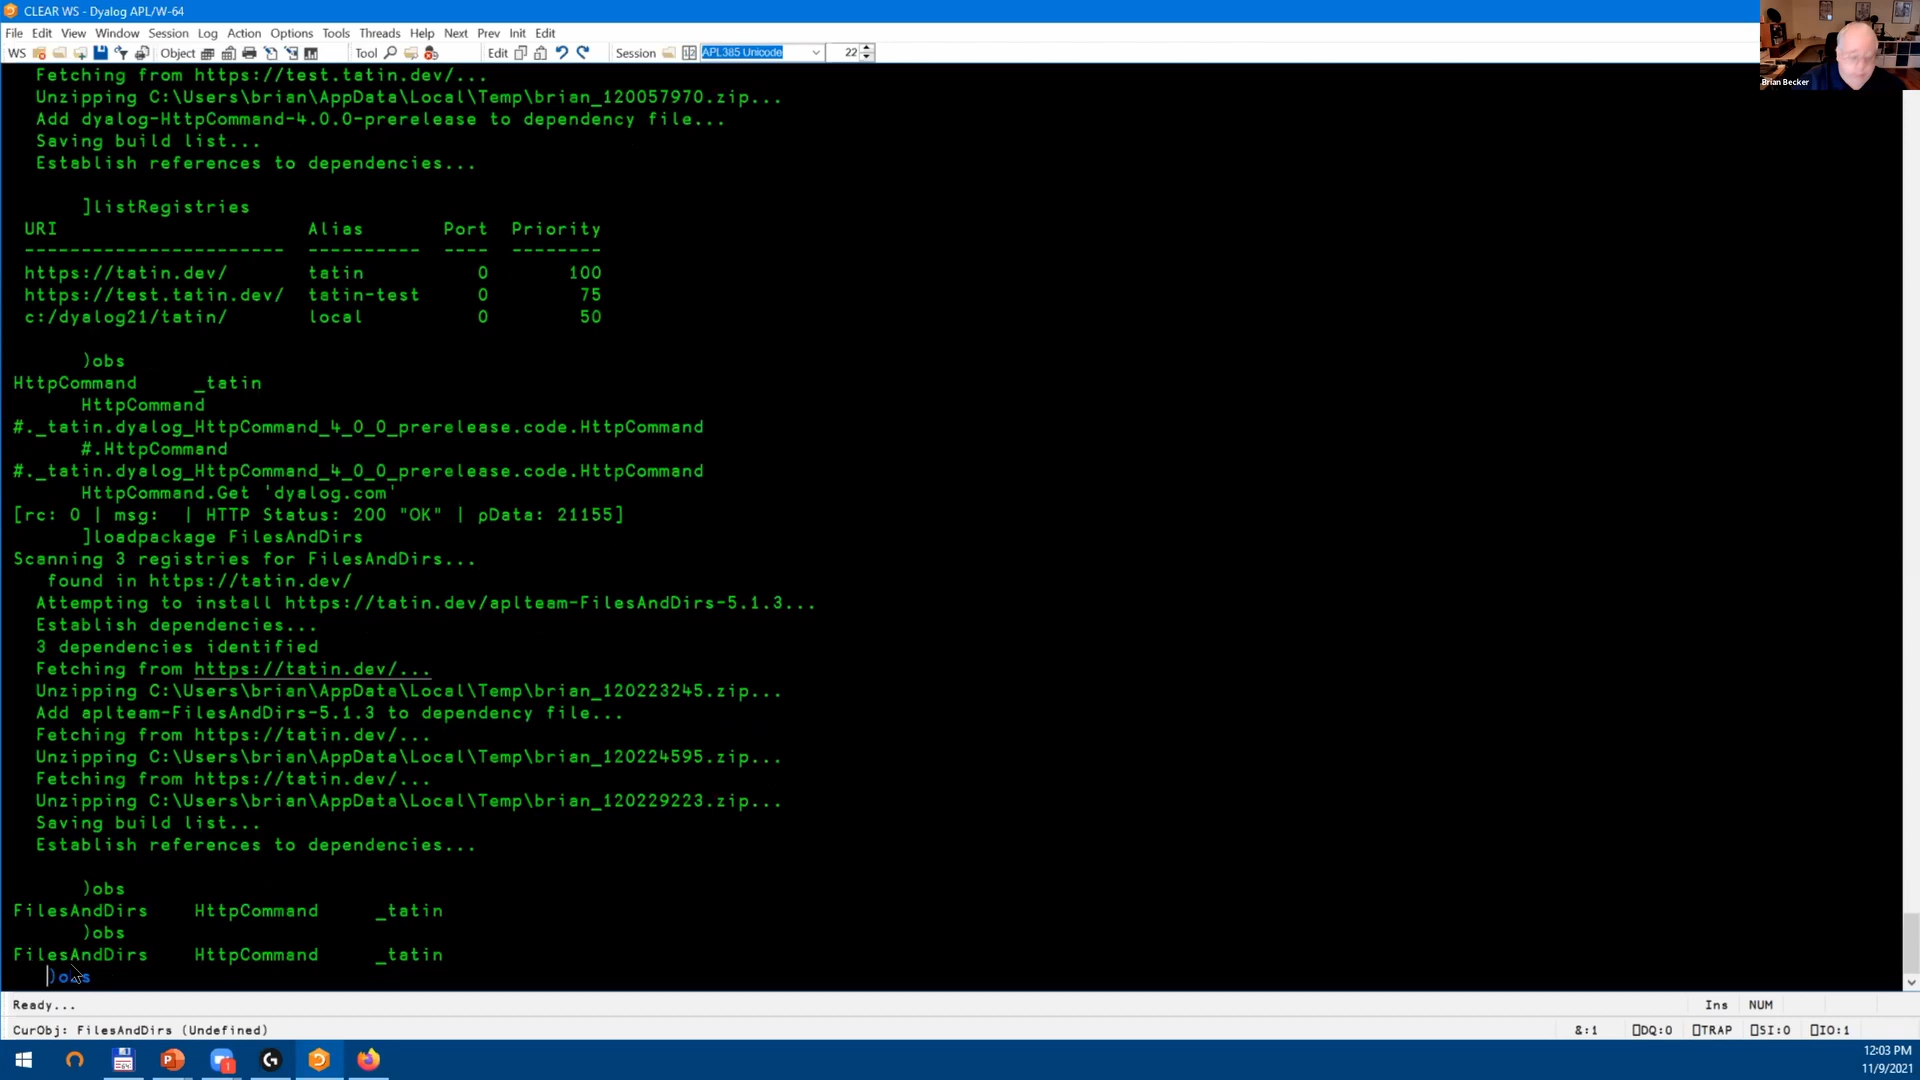 CLEAR WS - Dyalog APL/W-64
File Edit View Window Session Log Action Options Tools Threads Help Next Prev Init Edit
WS Object Tool Edit Session APL385 Unicode 22
Brian Becker
Fetching from https://test.tatin.dev/...
Unzipping C:\Users\brian\AppData\Local\Temp\brian_120057970.zip...
Add dyalog-HttpCommand-4.0.0-prerelease to dependency file...
Saving build list...
Establish references to dependencies...
]listRegistries
URI Alias Port Priority
----------------------- ---------- ---- --------
https://tatin.dev/ tatin 0 100
https://test.tatin.dev/ tatin-test 0 75
c:/dyalog21/tatin/ local 0 50
)obs
HttpCommand _tatin
HttpCommand
#._tatin.dyalog_HttpCommand_4_0_0_prerelease.code.HttpCommand
#.HttpCommand
#._tatin.dyalog_HttpCommand_4_0_0_prerelease.code.HttpCommand
HttpCommand.Get 'dyalog.com'
[rc: 0 | msg:  | HTTP Status: 200 "OK" | ⍴Data: 21155]
]loadpackage FilesAndDirs
Scanning 3 registries for FilesAndDirs...
found in https://tatin.dev/
Attempting to install https://tatin.dev/aplteam-FilesAndDirs-5.1.3...
Establish dependencies...
3 dependencies identified
Fetching from https://tatin.dev/...
Unzipping C:\Users\brian\AppData\Local\Temp\brian_120223245.zip...
Add aplteam-FilesAndDirs-5.1.3 to dependency file...
Fetching from https://tatin.dev/...
Unzipping C:\Users\brian\AppData\Local\Temp\brian_120224595.zip...
Fetching from https://tatin.dev/...
Unzipping C:\Users\brian\AppData\Local\Temp\brian_120229223.zip...
Saving build list...
Establish references to dependencies...
)obs
FilesAndDirs HttpCommand _tatin
)obs
FilesAndDirs HttpCommand _tatin
)obs
Ready... Ins NUM
CurObj: FilesAndDirs (Undefined) &:1 ⎕DQ:0 ⎕TRAP ⎕SI:0 ⎕IO:1
12:03 PM
11/9/2021